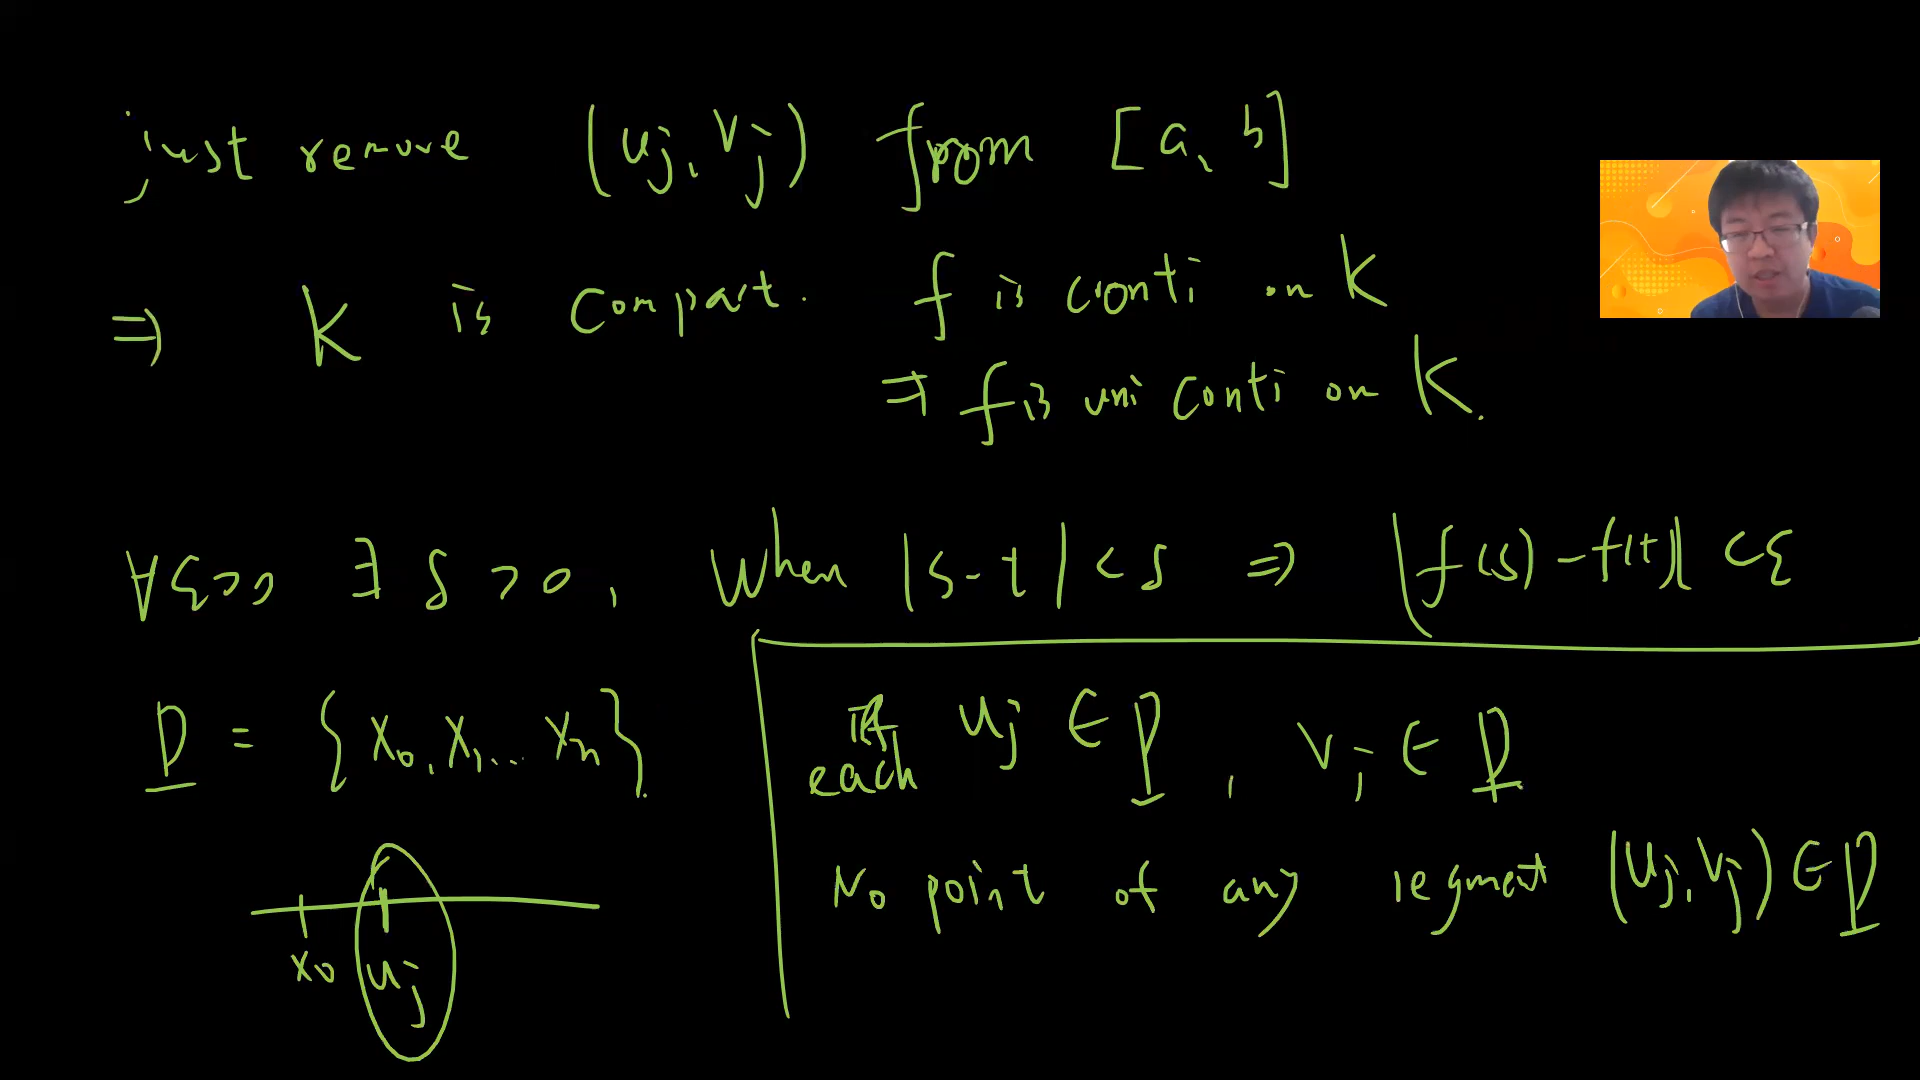 just remove (uj, vj) from [a, b]
⇒ K is compact. f is conti on K
⇒ f is uni conti on K.
∀ε>0 ∃ δ > 0, When |s-t| < δ ⇒ |f(s) - f(t)| < ε
P = {x0, x1, ... xn}.
each uj ∈ P, vj ∈ P
No point of any segment (uj, vj) ∈ P
x0 uj